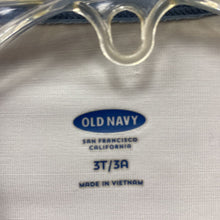 OLD NAVY
SAN FRANCISCO
CALIFORNIA
3T/3A
MADE IN VIETNAM